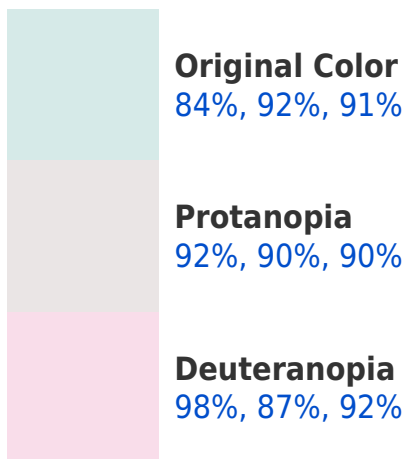 Original Color
84%, 92%, 91%
Protanopia
92%, 90%, 90%
Deuteranopia
98%, 87%, 92%